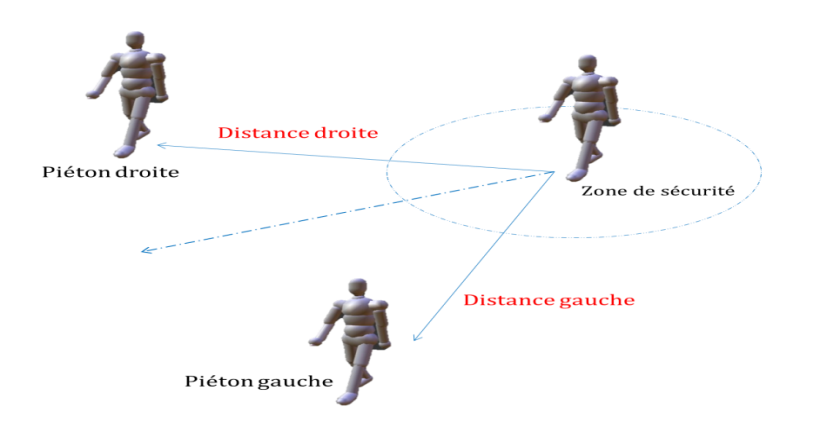 Distance droite
Piéton droite
Zone de sécurité
Distance gauche
Piéton gauche